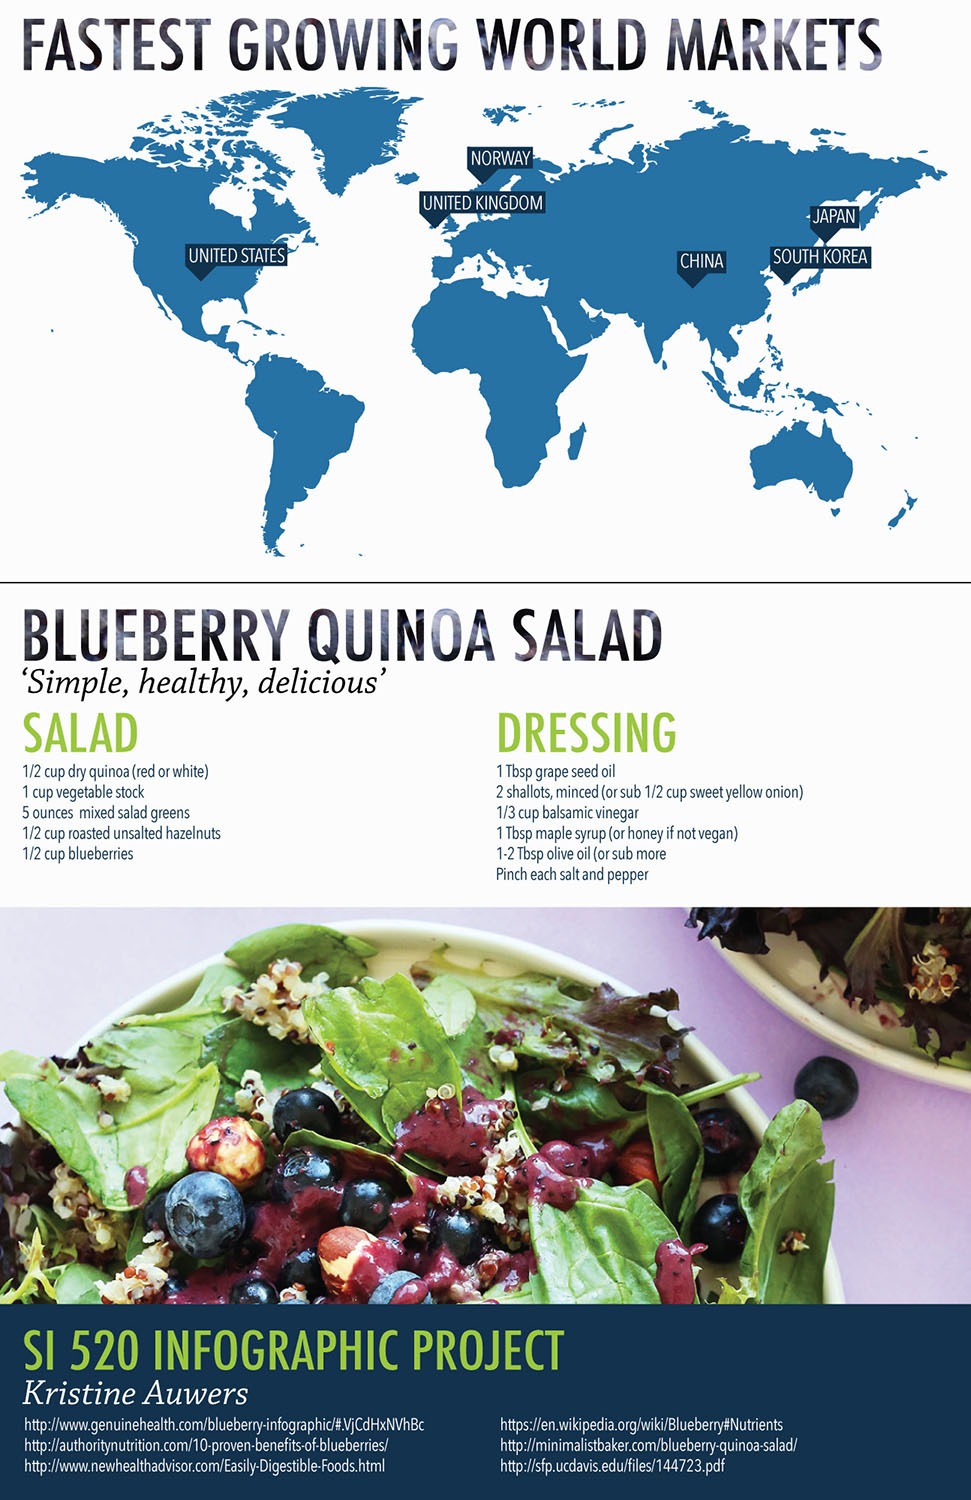 FASTEST GROWING WORLD MARKETS
NORWAY
UNITED KINGDOM
JAPAN
UNITED STATES
CHINA
SOUTH KOREA
BLUEBERRY QUINOA SALAD
‘Simple, healthy, delicious’
SALAD
1/2 cup dry quinoa (red or white)
1 cup vegetable stock
5 ounces mixed salad greens
1/2 cup roasted unsalted hazelnuts
1/2 cup blueberries
DRESSING
1 Tbsp grape seed oil
2 shallots, minced (or sub 1/2 cup sweet yellow onion)
1/3 cup balsamic vinegar
1 Tbsp maple syrup (or honey if not vegan)
1-2 Tbsp olive oil (or sub more
Pinch each salt and pepper
SI 520 INFOGRAPHIC PROJECT
Kristine Auwers
http://www.genuinehealth.com/blueberry-infographic/#.VjCdHxNVhBc
http://authoritynutrition.com/10-proven-benefits-of-blueberries/
http://www.newhealthadvisor.com/Easily-Digestible-Foods.html
https://en.wikipedia.org/wiki/Blueberry#Nutrients
http://minimalistbaker.com/blueberry-quinoa-salad/
http://sfp.ucdavis.edu/files/144723.pdf